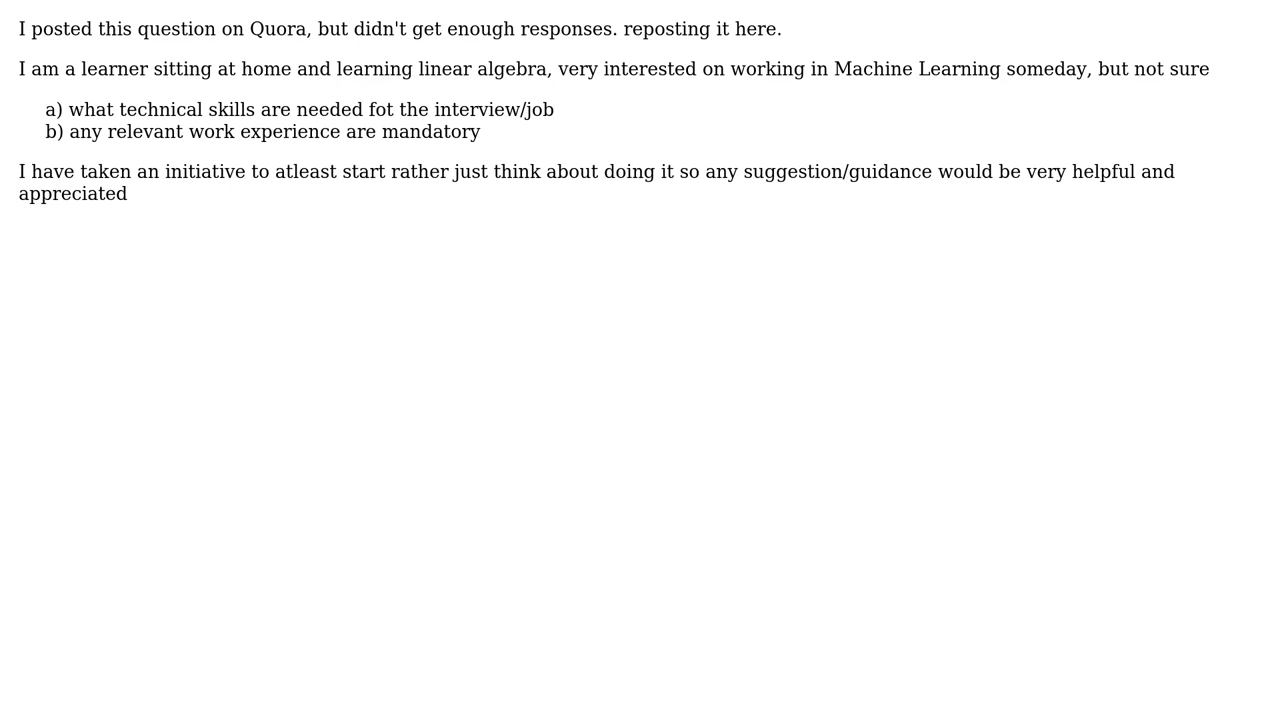 I posted this question on Quora, but didn't get enough responses. reposting it here.
I am a learner sitting at home and learning linear algebra, very interested on working in Machine Learning someday, but not sure
a) what technical skills are needed fot the interview/job
b) any relevant work experience are mandatory
I have taken an initiative to atleast start rather just think about doing it so any suggestion/guidance would be very helpful and
appreciated